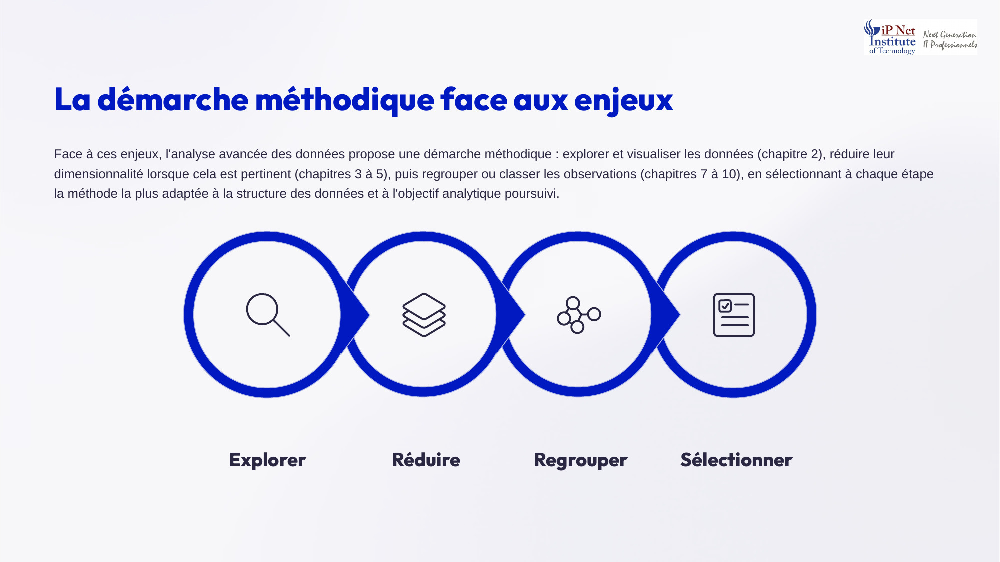 iP Net
Institute
of Technology
Next Generation
IT Professionnels
La démarche méthodique face aux enjeux
Face à ces enjeux, l'analyse avancée des données propose une démarche méthodique : explorer et visualiser les données (chapitre 2), réduire leur
dimensionnalité lorsque cela est pertinent (chapitres 3 à 5), puis regrouper ou classer les observations (chapitres 7 à 10), en sélectionnant à chaque étape
la méthode la plus adaptée à la structure des données et à l'objectif analytique poursuivi.
Explorer
Réduire
Regrouper
Sélectionner